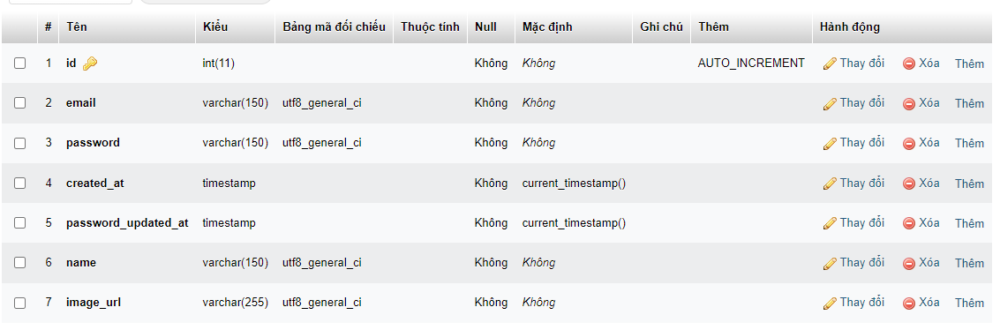 # Tên Kiểu Bảng mã đối chiếu Thuộc tính Null Mặc định Ghi chú Thêm Hành động
1 id int(11) Không Không AUTO_INCREMENT Thay đổi Xóa Thêm
2 email varchar(150) utf8_general_ci Không Không Thay đổi Xóa Thêm
3 password varchar(150) utf8_general_ci Không Không Thay đổi Xóa Thêm
4 created_at timestamp Không current_timestamp() Thay đổi Xóa Thêm
5 password_updated_at timestamp Không current_timestamp() Thay đổi Xóa Thêm
6 name varchar(150) utf8_general_ci Không Không Thay đổi Xóa Thêm
7 image_url varchar(255) utf8_general_ci Không Không Thay đổi Xóa Thêm